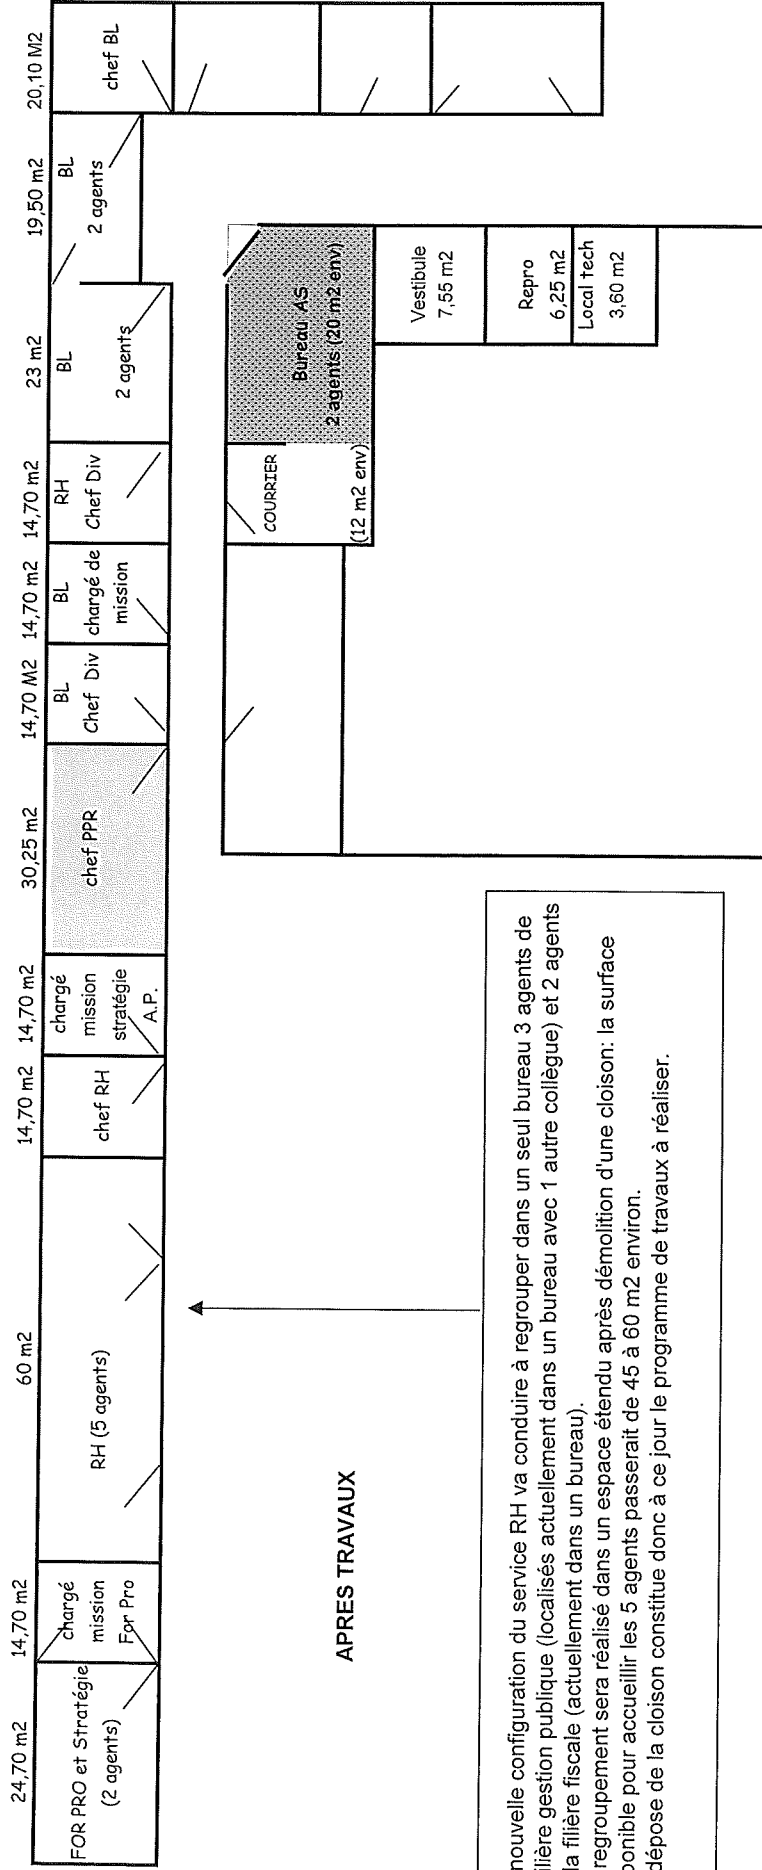 24,70 m2
14,70 m2
60 m2
14,70 m2
14,70 m2
30,25 m2
14,70 M2
14,70 m2
14,70 m2
23 m2
19,50 m2
20,10 M2
FOR PRO et Stratégie
(2 agents)
chargé
mission
For Pro
RH (5 agents)
chef RH
chargé
mission
stratégie
A.P.
chef PPR
BL
Chef Div
BL
chargé de
mission
RH
Chef Div
BL
2 agents
BL
2 agents
chef BL
COURRIER
(12 m2 env)
Bureau AS
2 agents (20 m2 env)
Vestibule
7,55 m2
Repro
6,25 m2
Local tech
3,60 m2
APRES TRAVAUX
nouvelle configuration du service RH va conduire à regrouper dans un seul bureau 3 agents de
ilière gestion publique (localisés actuellement dans un bureau avec 1 autre collègue) et 2 agents
la filière fiscale (actuellement dans un bureau).
regroupement sera réalisé dans un espace étendu après démolition d'une cloison: la surface
ponible pour accueillir les 5 agents passerait de 45 à 60 m2 environ.
dépose de la cloison constitue donc à ce jour le programme de travaux à réaliser.